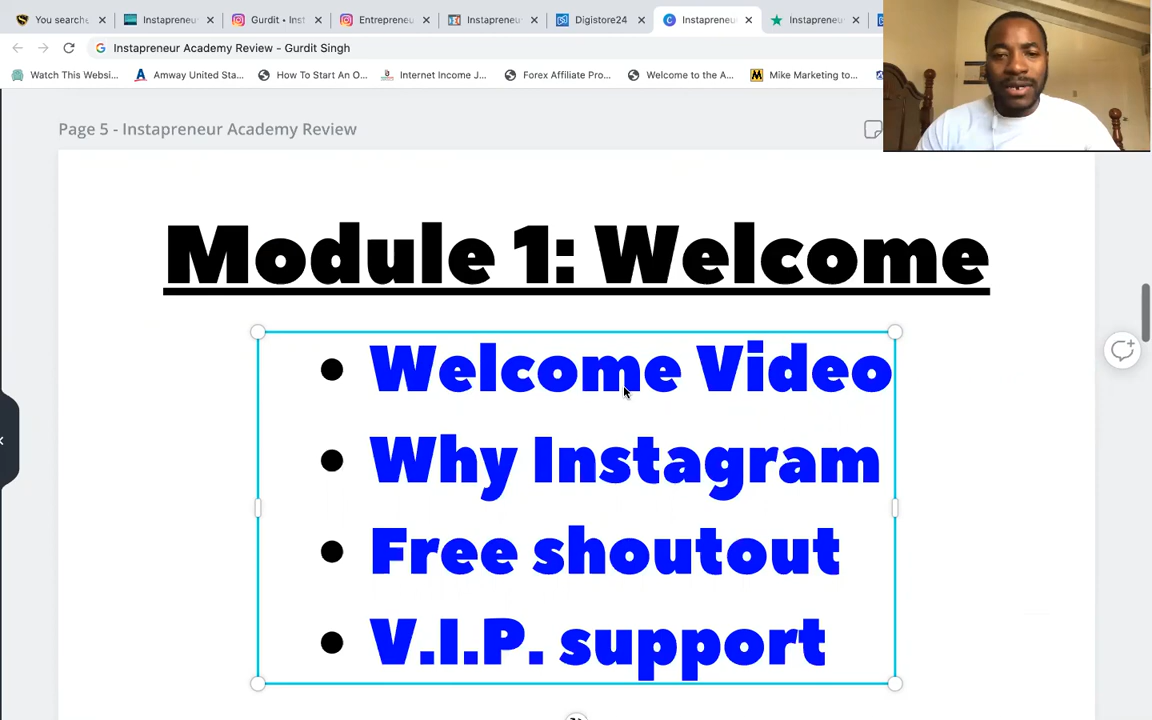 You searche
Instapreneu
Gurdit • Inst
Entrepreneu
Instapreneu
Digistore24
Instapreneu
Instapreneu
Instapreneur Academy Review - Gurdit Singh
Watch This Websi...
Amway United Sta...
How To Start An O...
Internet Income J...
Forex Affiliate Pro...
Welcome to the A...
Mike Marketing to...
Page 5 - Instapreneur Academy Review
Module 1: Welcome
• Welcome Video
• Why Instagram
• Free shoutout
• V.I.P. support